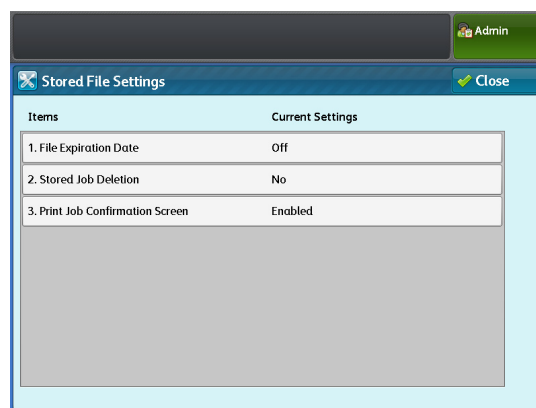 Admin
Stored File Settings
Close
Items Current Settings
1. File Expiration Date Off
2. Stored Job Deletion No
3. Print Job Confirmation Screen Enabled